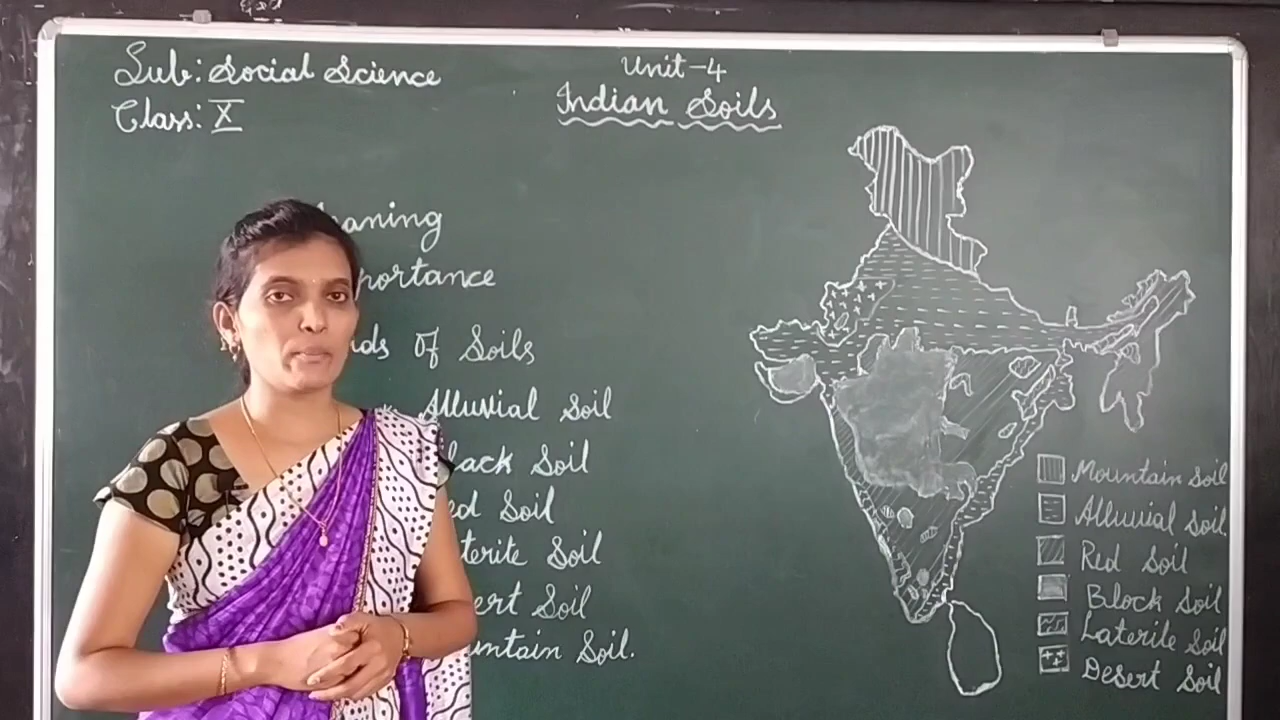 Sub: Social Science
Class: X
Unit-4
Indian Soils
eaning
portance
ds Of Soils
* Alluvial Soil
lack Soil
ed Soil
terite Soil
ert Soil
untain Soil.
Mountain Soil
Alluvial Soil.
Red Soil
Block Soil
Laterite Soil
Desert Soil